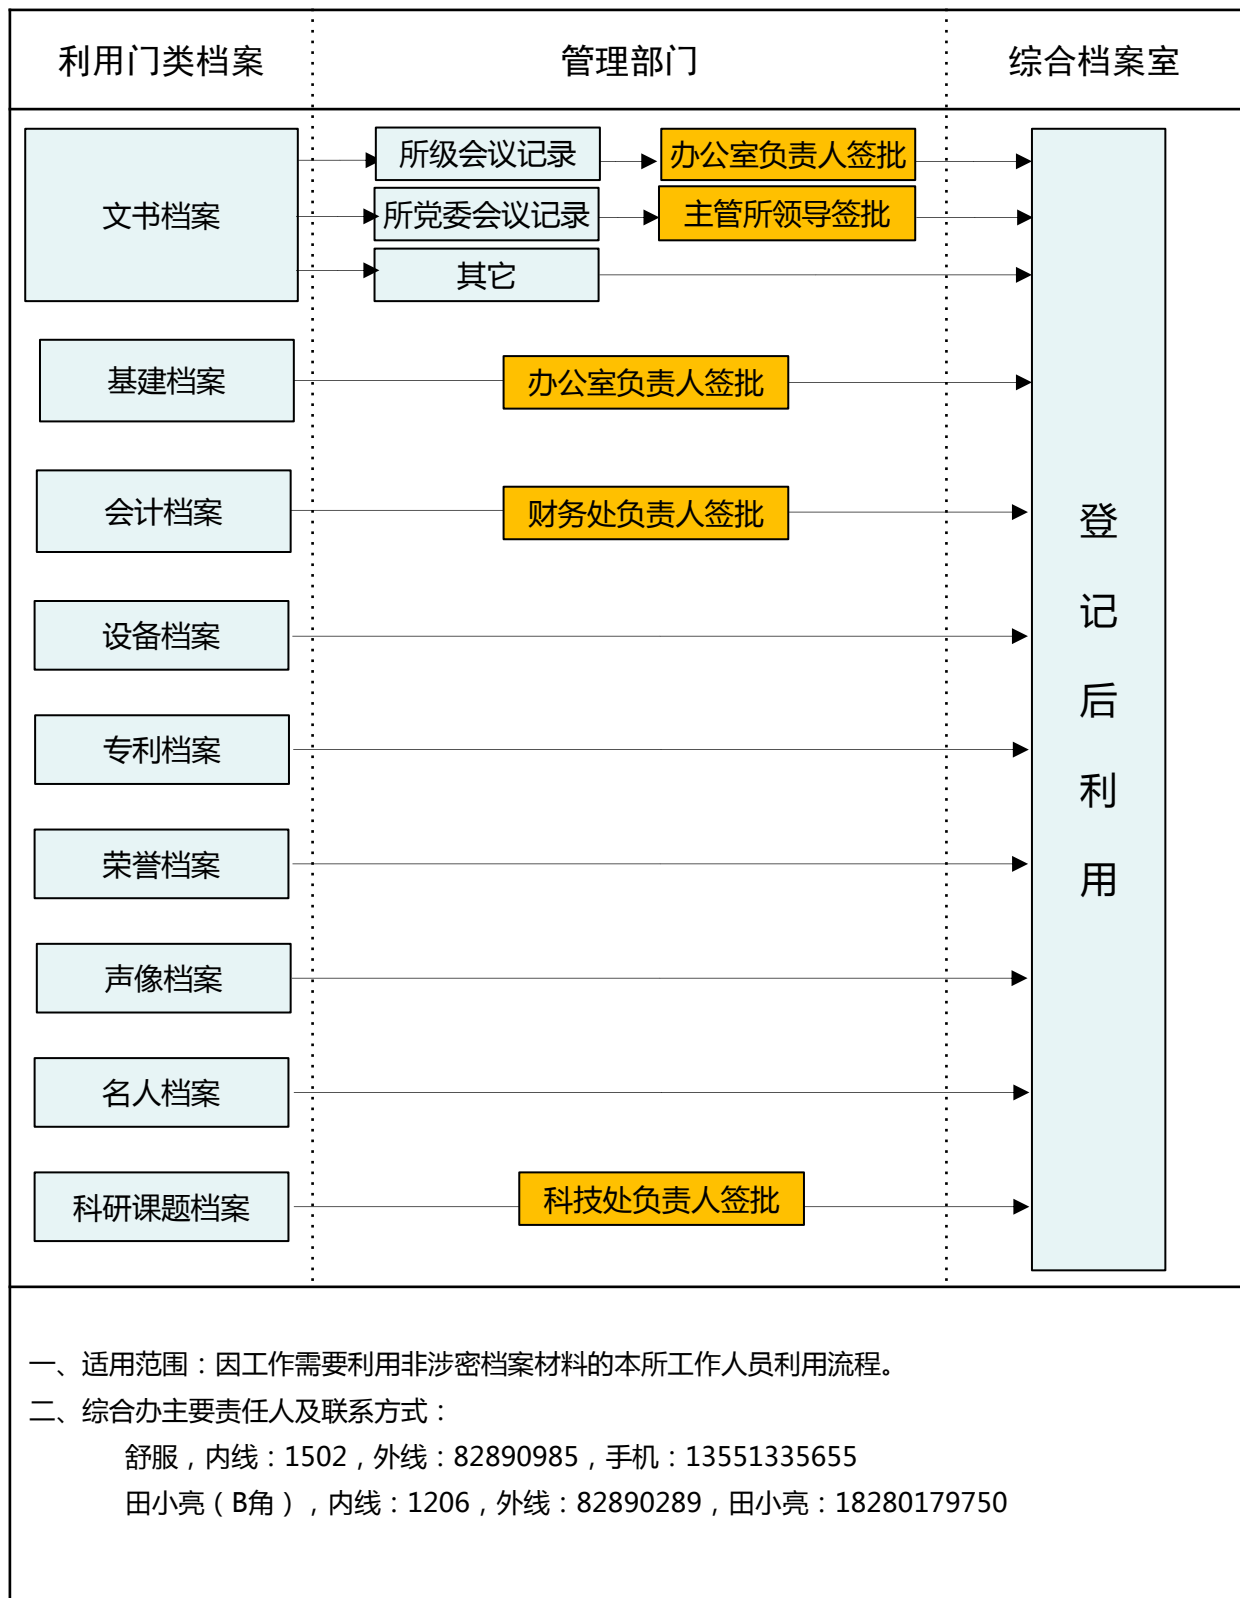 利用门类档案
管理部门
综合档案室
文书档案
所级会议记录
办公室负责人签批
所党委会议记录
主管所领导签批
其它
基建档案
办公室负责人签批
会计档案
财务处负责人签批
设备档案
专利档案
荣誉档案
声像档案
名人档案
科研课题档案
科技处负责人签批
登
记
后
利
用
一、适用范围：因工作需要利用非涉密档案材料的本所工作人员利用流程。
二、综合办主要责任人及联系方式：
舒服，内线：1502，外线：82890985，手机：13551335655
田小亮（B角），内线：1206，外线：82890289，田小亮：18280179750